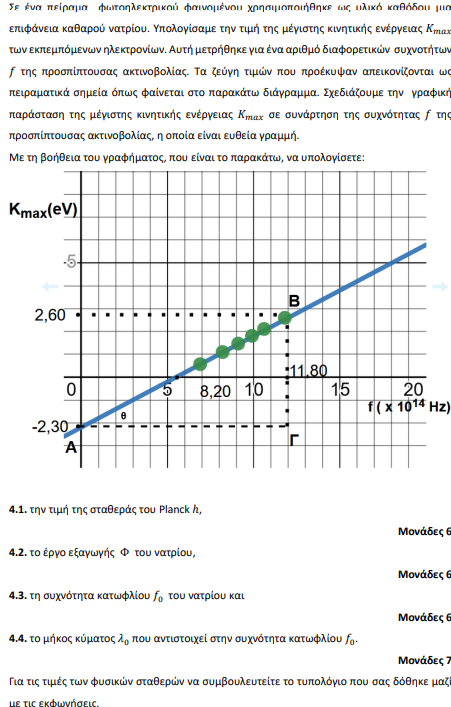 Σε ένα πείραμα φωτοηλεκτρικού φαινομένου χρησιμοποιήθηκε ως υλικό καθόδου μια
επιφάνεια καθαρού νατρίου. Υπολογίσαμε την τιμή της μέγιστης κινητικής ενέργειας Kmax
των εκπεμπόμενων ηλεκτρονίων. Αυτή μετρήθηκε για ένα αριθμό διαφορετικών συχνοτήτων
f της προσπίπτουσας ακτινοβολίας. Τα ζεύγη τιμών που προέκυψαν απεικονίζονται ως
πειραματικά σημεία όπως φαίνεται στο παρακάτω διάγραμμα. Σχεδιάζουμε την γραφική
παράσταση της μέγιστης κινητικής ενέργειας Kmax σε συνάρτηση της συχνότητας f της
προσπίπτουσας ακτινοβολίας, η οποία είναι ευθεία γραμμή.
Με τη βοήθεια του γραφήματος, που είναι το παρακάτω, να υπολογίσετε:
Kmax(eV)
5
B
2,60
11,80
0 5 8,20 10 15 20
f ( x 10¹⁴ Hz)
θ
-2,30
A Γ
4.1. την τιμή της σταθεράς του Planck h,
Μονάδες 6
4.2. το έργο εξαγωγής Φ του νατρίου,
Μονάδες 6
4.3. τη συχνότητα κατωφλίου f₀ του νατρίου και
Μονάδες 6
4.4. το μήκος κύματος λ₀ που αντιστοιχεί στην συχνότητα κατωφλίου f₀.
Μονάδες 7
Για τις τιμές των φυσικών σταθερών να συμβουλευτείτε το τυπολόγιο που σας δόθηκε μαζί
με τις εκφωνήσεις.